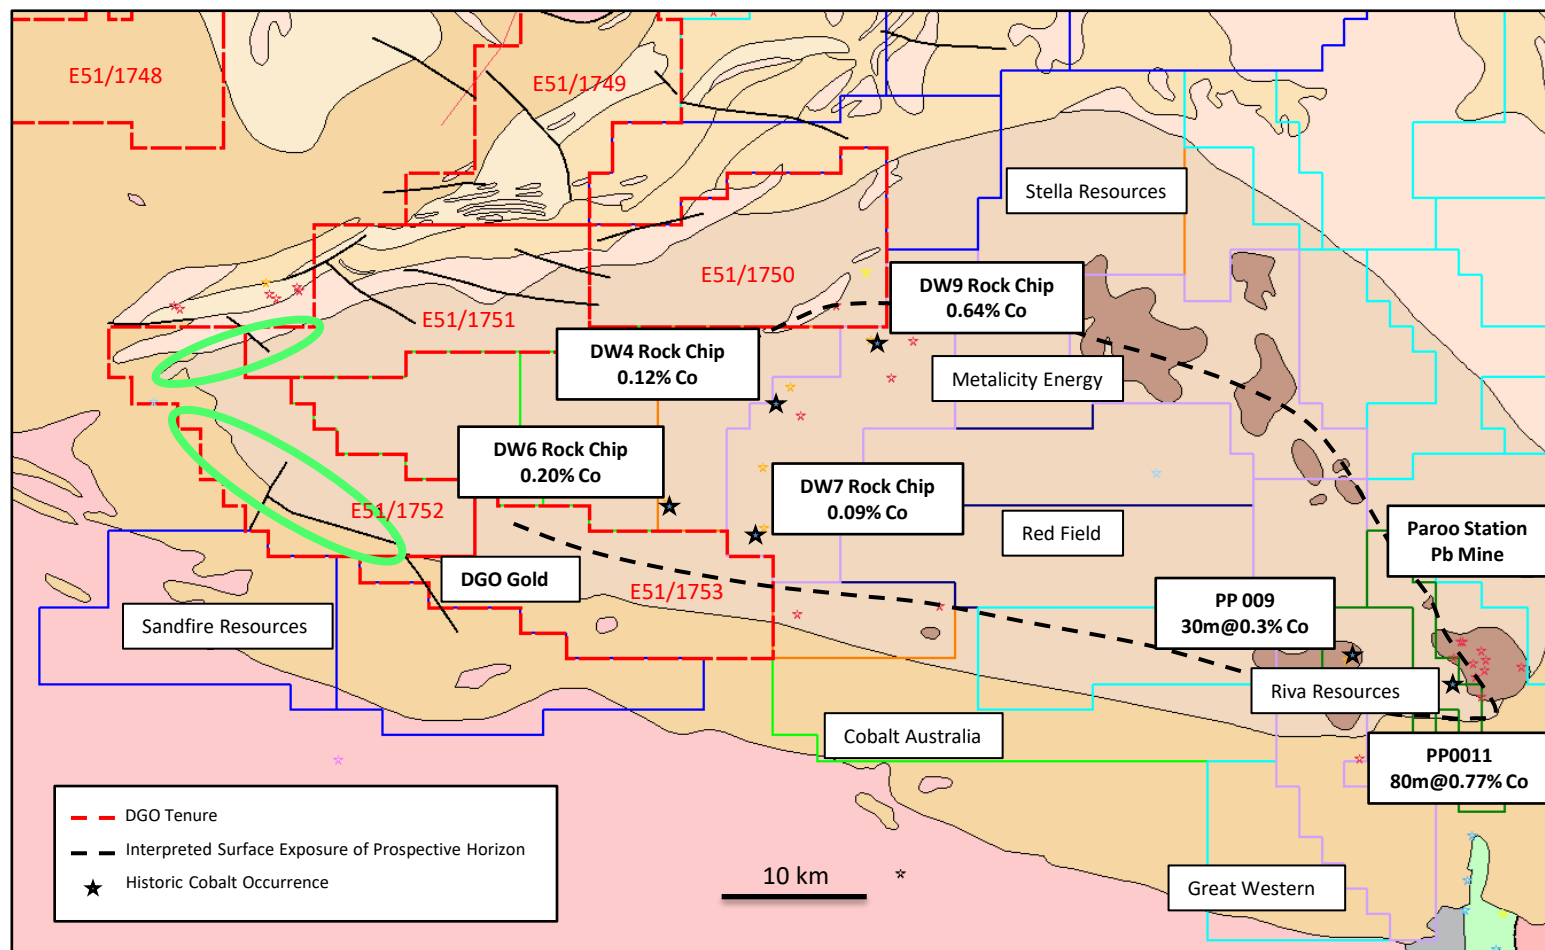 E51/1748
E51/1749
Stella Resources
E51/1750
DW9 Rock Chip
0.64% Co
E51/1751
DW4 Rock Chip
0.12% Co
Metalicity Energy
DW6 Rock Chip
0.20% Co
DW7 Rock Chip
0.09% Co
E51/1752
Red Field
Paroo Station
Pb Mine
DGO Gold
E51/1753
PP 009
30m@0.3% Co
Sandfire Resources
Riva Resources
Cobalt Australia
PP0011
80m@0.77% Co
DGO Tenure
Interpreted Surface Exposure of Prospective Horizon
Historic Cobalt Occurrence
10 km
Great Western